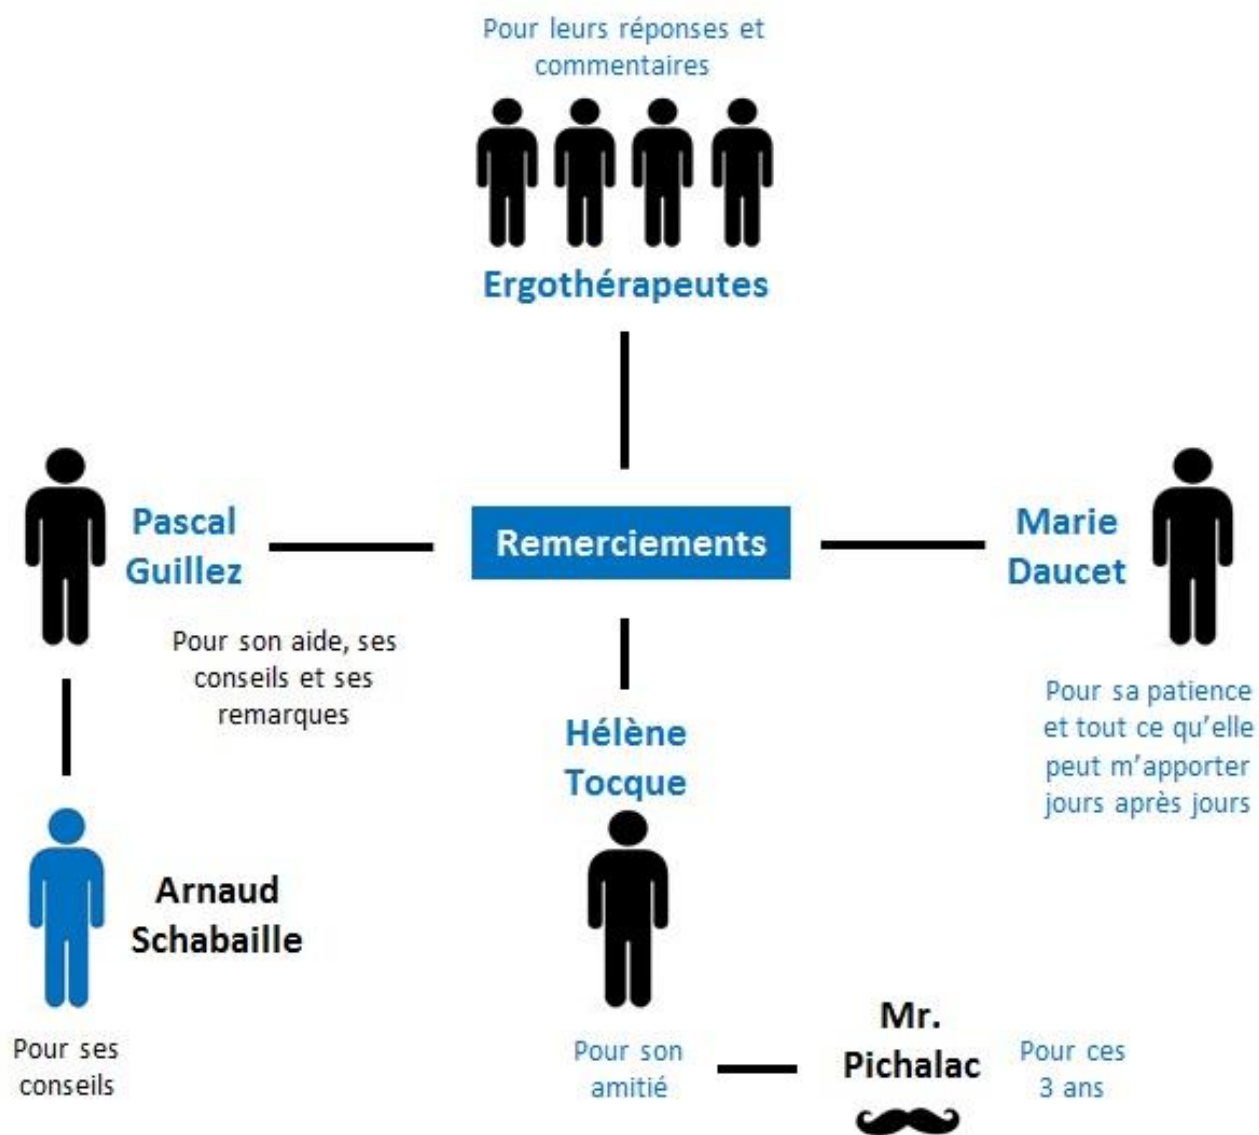 Pour leurs réponses et
commentaires
Ergothérapeutes
Pascal
Guillez
Pour son aide, ses
conseils et ses
remarques
Remerciements
Marie
Daucet
Pour sa patience
et tout ce qu'elle
peut m'apporter
jours après jours
Hélène
Tocque
Arnaud
Schabaille
Pour ses
conseils
Pour son
amitié
Mr.
Pichalac
Pour ces
3 ans